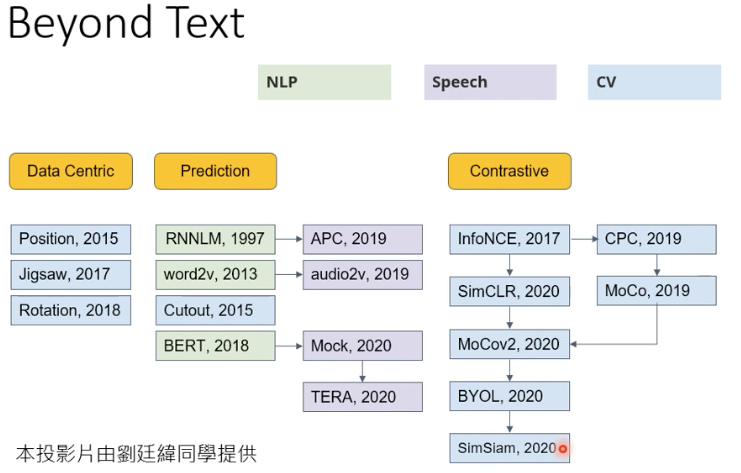 Beyond Text
NLP
Speech
CV
Data Centric
Prediction
Contrastive
Position, 2015
RNNLM, 1997
APC, 2019
InfoNCE, 2017
CPC, 2019
Jigsaw, 2017
word2v, 2013
audio2v, 2019
SimCLR, 2020
MoCo, 2019
Rotation, 2018
Cutout, 2015
BERT, 2018
Mock, 2020
MoCov2, 2020
TERA, 2020
BYOL, 2020
SimSiam, 2020
本投影片由劉廷緯同學提供